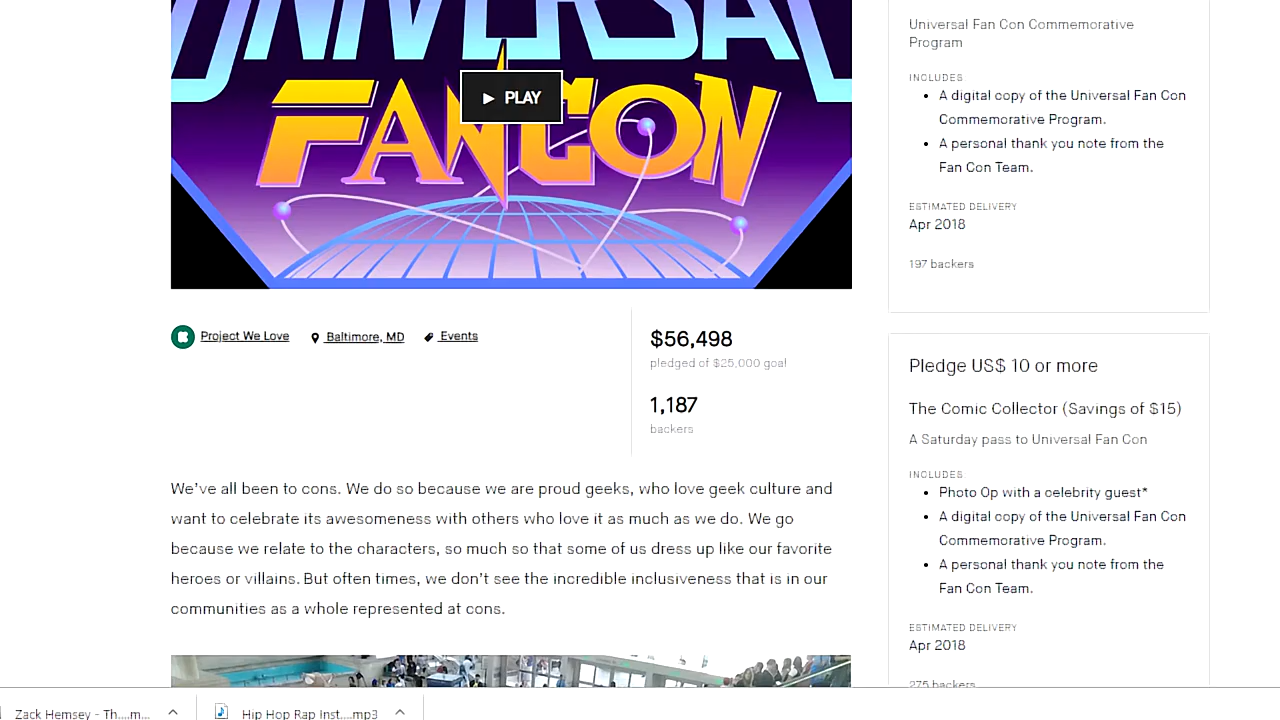 UNIVERSAL
FANCON
PLAY
Project We Love
Baltimore, MD
Events
$56,498
pledged of $25,000 goal
1,187
backers
We've all been to cons. We do so because we are proud geeks, who love geek culture and
want to celebrate its awesomeness with others who love it as much as we do. We go
because we relate to the characters, so much so that some of us dress up like our favorite
heroes or villains. But often times, we don't see the incredible inclusiveness that is in our
communities as a whole represented at cons.
Universal Fan Con Commemorative
Program
INCLUDES
• A digital copy of the Universal Fan Con
Commemorative Program.
• A personal thank you note from the
Fan Con Team.
ESTIMATED DELIVERY
Apr 2018
197 backers
Pledge US$ 10 or more
The Comic Collector (Savings of $15)
A Saturday pass to Universal Fan Con
INCLUDES
• Photo Op with a celebrity guest*
• A digital copy of the Universal Fan Con
Commemorative Program.
• A personal thank you note from the
Fan Con Team.
ESTIMATED DELIVERY
Apr 2018
275 backers
Zack Hemsey - Th....m...
Hip Hop Rap Inst....mp3